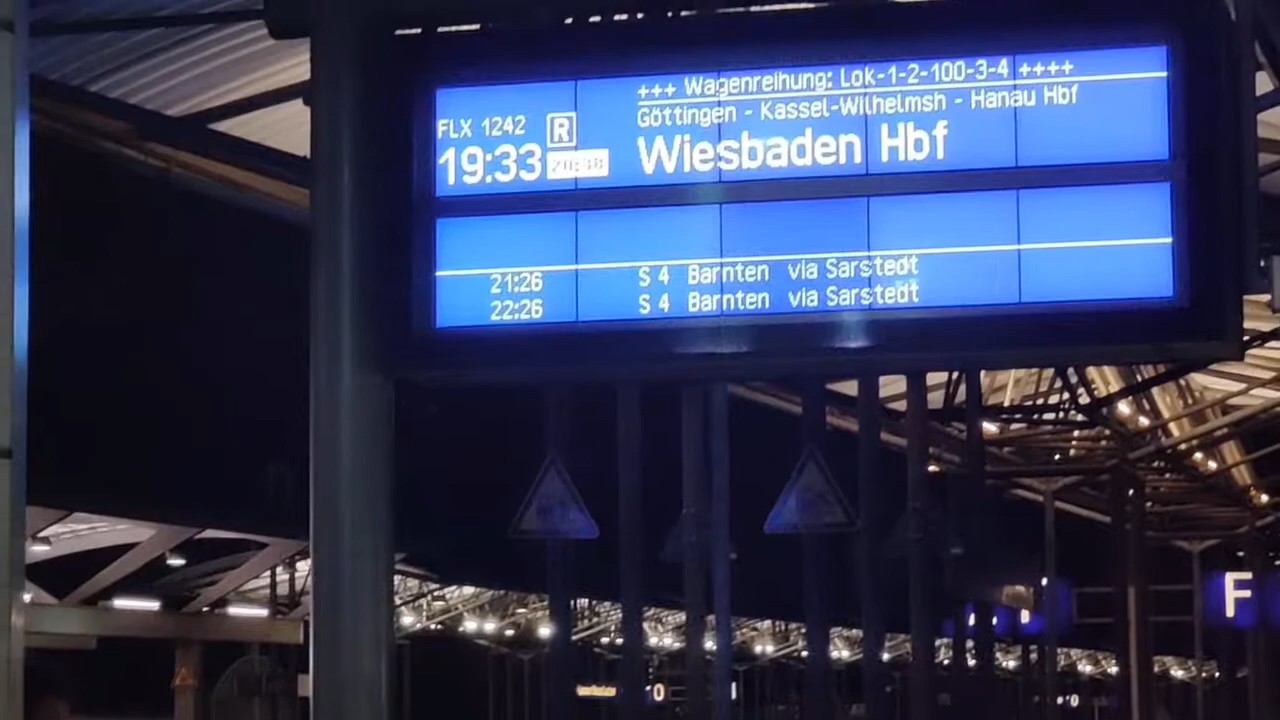 +++ Wagenreihung: Lok-1-2-100-3-4 ++++
Göttingen - Kassel-Wilhelmsh - Hanau Hbf
FLX 1242 R
19:33 Wiesbaden Hbf
21:26 S 4 Barnten via Sarstedt
22:26 S 4 Barnten via Sarstedt
F